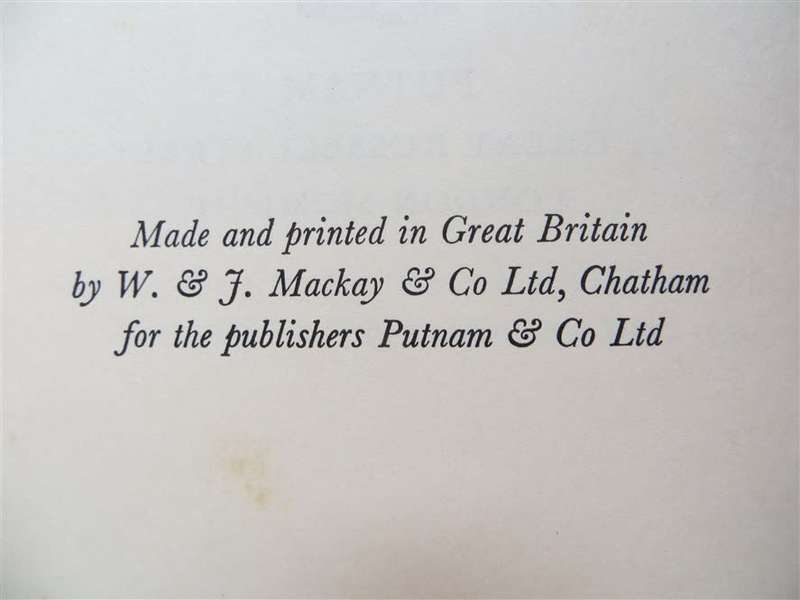 Made and printed in Great Britain
by W. & J. Mackay & Co Ltd, Chatham
for the publishers Putnam & Co Ltd